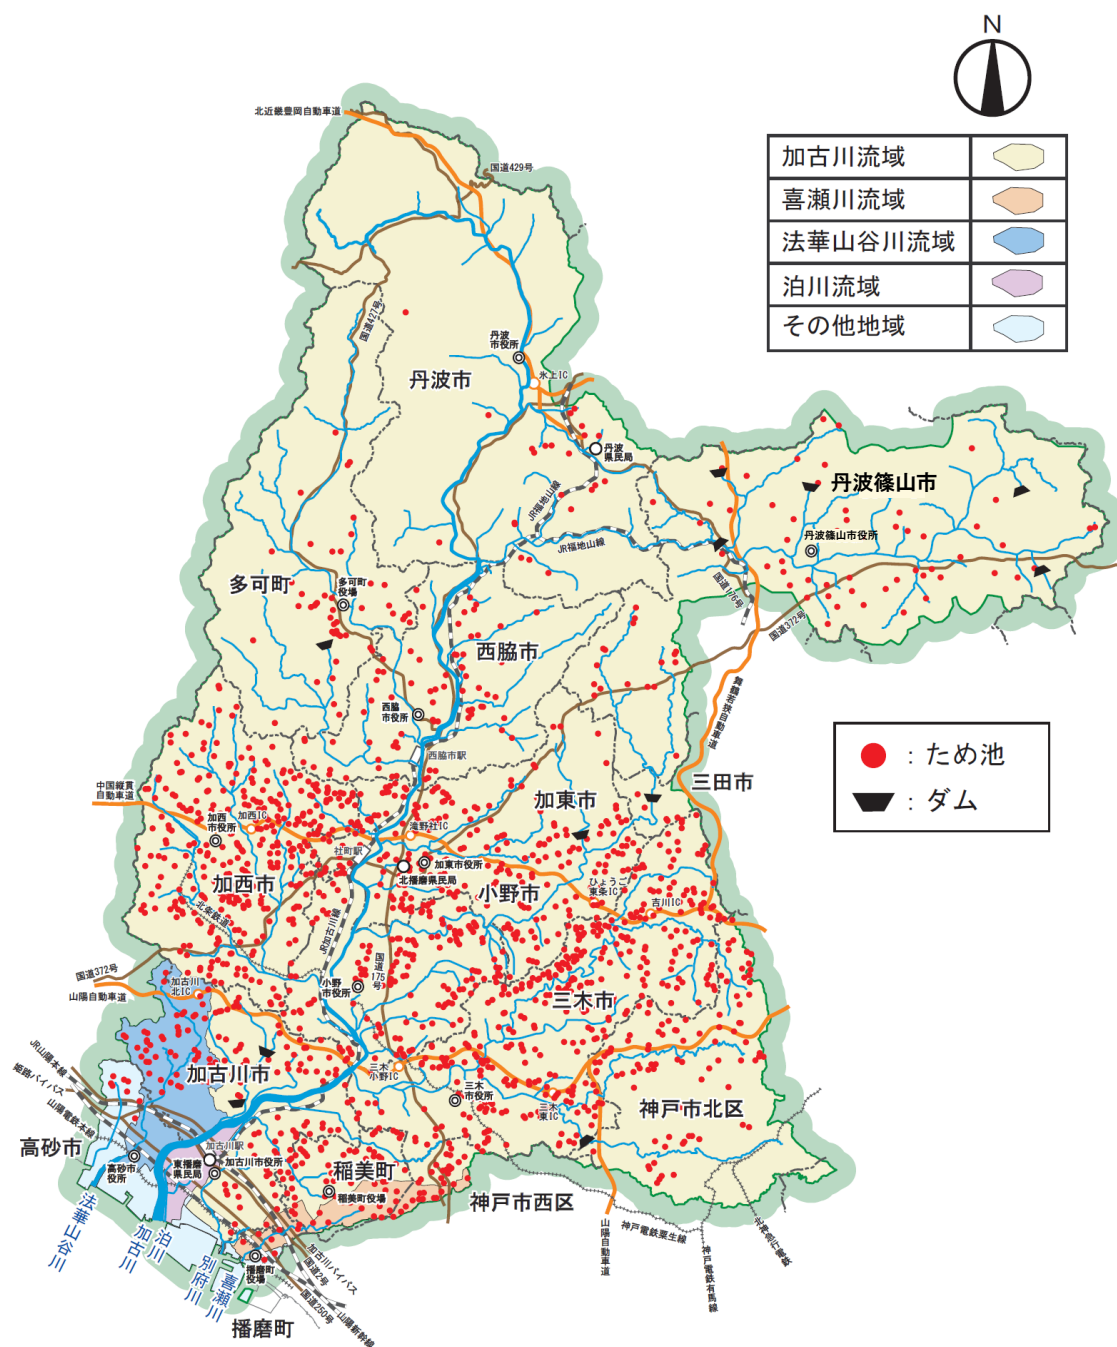 N
加古川流域
喜瀬川流域
法華山谷川流域
泊川流域
その他地域
北近畿豊岡自動車道
国道429号
国道427号
丹波
市役所
氷上IC
丹波市
丹波
県民局
JR福知山線
JR福知山線
丹波篠山市
丹波篠山市役所
国道176号
国道372号
多可町
多可町
役場
西脇市
西脇
市役所
西脇市駅
舞鶴若狭自動車道
三田市
：ため池
：ダム
中国縦貫
自動車道
加西
市役所
加西IC
加東市
滝野社IC
社町駅
加東市役所
北播磨県民局
加西市
小野市
ひょうご
東条IC
吉川IC
北条鉄道
JR加古川線
国道175号
国道372号
山陽自動車道
加古川
北IC
小野
市役所
三木市
JR山陽本線
姫路バイパス
山陽電鉄本線
加古川市
三木
小野IC
三木
市役所
三木
東IC
神戸市北区
高砂市
高砂市
役所
加古川駅
東播磨
県民局
加古川市役所
稲美町
稲美町役場
神戸市西区
法華山谷川
加古川
泊川
別府川
喜瀬川
播磨町
役場
播磨町
加古川バイパス
国道2号
国道250号
山陽新幹線
山陽自動車道
神戸電鉄粟生線
神戸電鉄有馬線